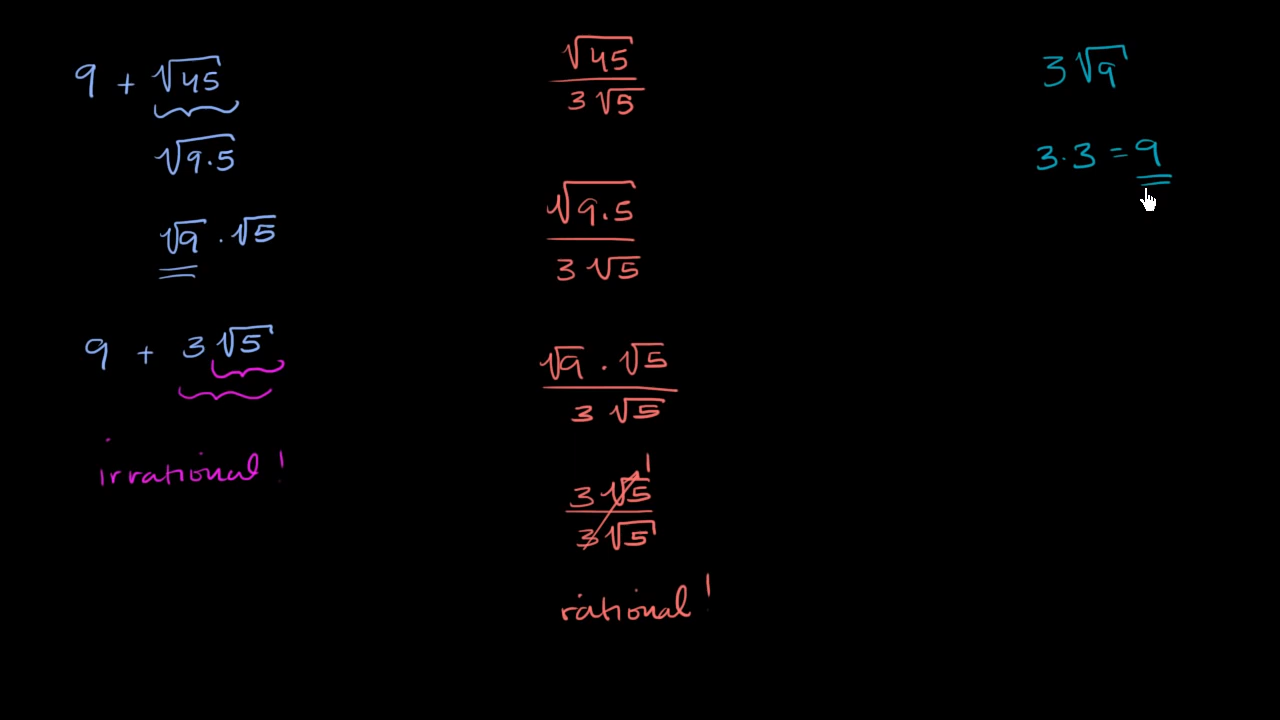 9 + √45
√9·5
√9 · √5
9 + 3√5
irrational!
√45
3√5
√9·5
3√5
√9 · √5
3√5
3√5 1
3√5
rational!
3√9
3·3 = 9